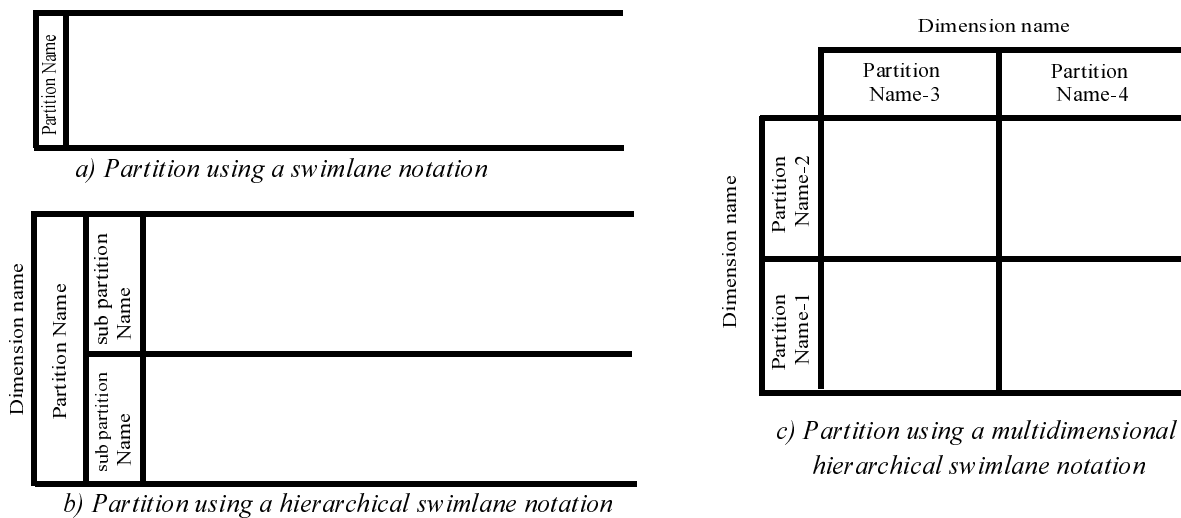 Partition Name
a) Partition using a swimlane notation
Dimension name
Partition Name
sub partition
Name
sub partition
Name
b) Partition using a hierarchical swimlane notation
Dimension name
Partition
Name-3
Partition
Name-4
Dimension name
Partition
Name-2
Partition
Name-1
c) Partition using a multidimensional
hierarchical swimlane notation